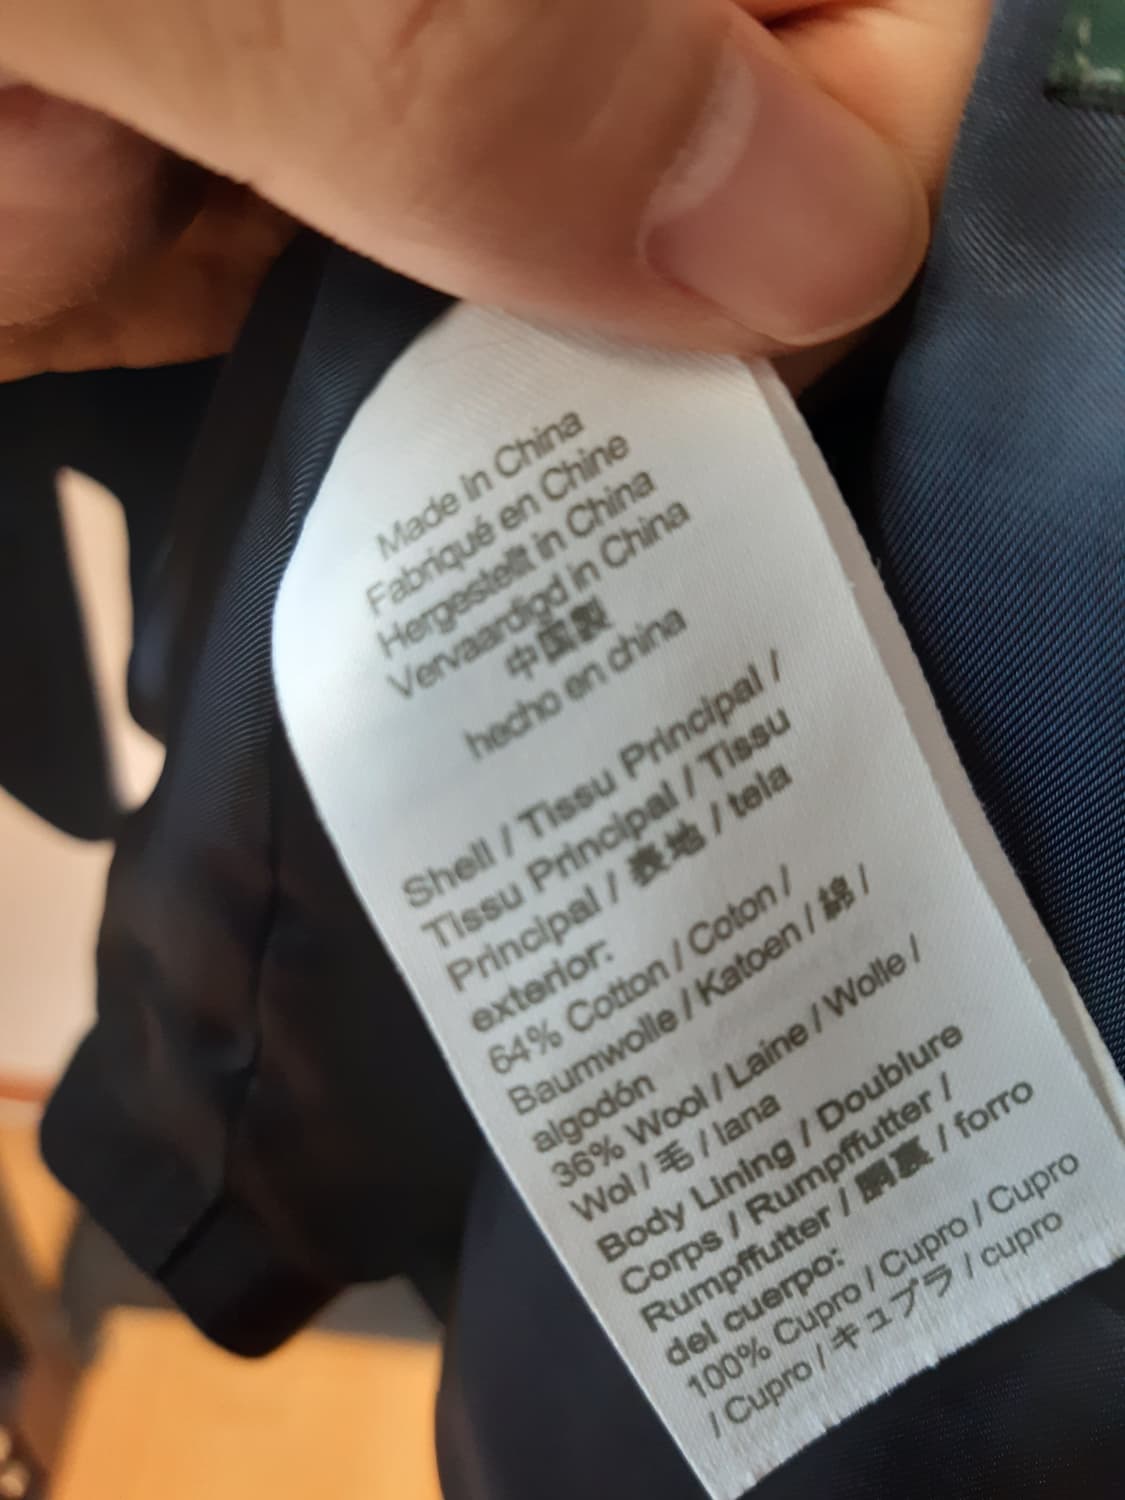 Made in China
Fabriqué en Chine
Hergestellt in China
Vervaardigd in China
中国製
hecho en china
Shell / Tissu Principal /
Tissu Principal / Tissu
Principal / 表地 / tela
exterior:
64% Cotton / Coton /
Baumwolle / Katoen / 綿 /
algodón
36% Wool / Laine / Wolle /
Wol / 毛 / lana
Body Lining / Doublure
Corps / Rumpffutter /
Rumpffutter / 胴裏 / forro
del cuerpo:
100% Cupro / Cupro / Cupro
/ Cupro / キュプラ / cupro